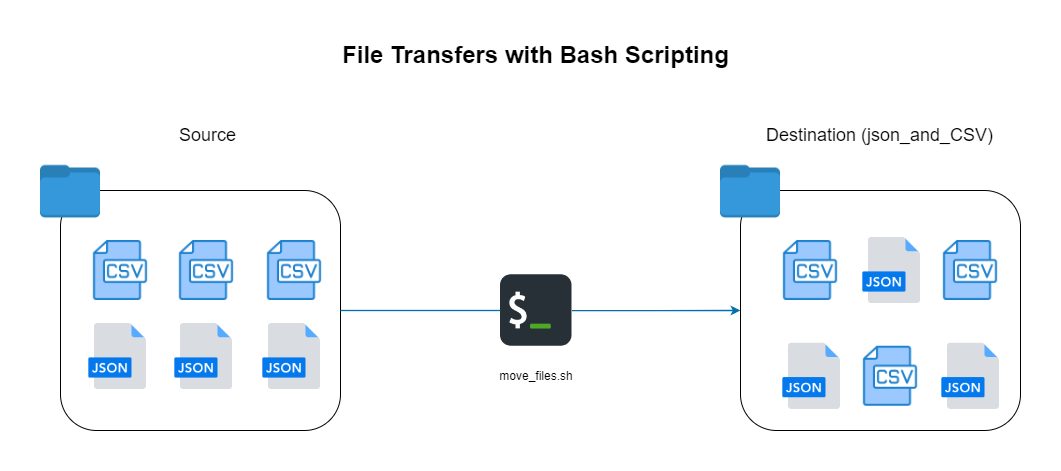 File Transfers with Bash Scripting
Source
Destination (json_and_CSV)
CSV CSV CSV
JSON JSON JSON
$_
move_files.sh
CSV JSON CSV
JSON CSV JSON